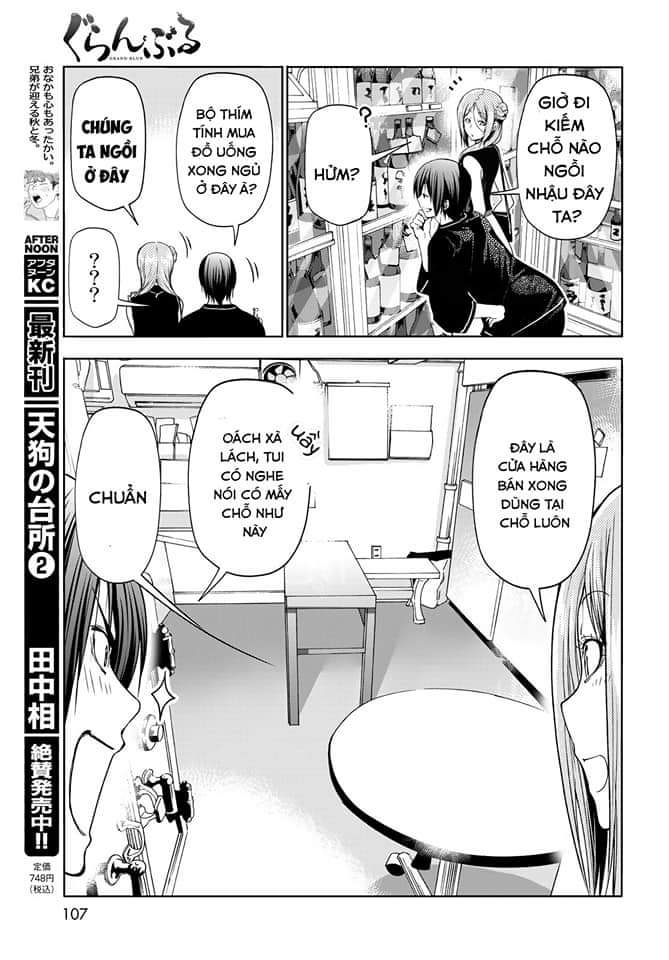 ぐらんぶる
GRAND BLUE
GIỜ ĐI
KIẾM
CHỖ NÀO
NGỒI
NHẬU ĐÂY
TA?
?
HỬM?
BỘ THÍM
TÍNH MUA
ĐỒ UỐNG
XONG NGỦ
Ở ĐÂY À?
CHÚNG
TA NGỒI
Ở ĐÂY
? ? ?
ĐÂY LÀ
CỬA HÀNG
BÁN XONG
DÙNG TẠI
CHỖ LUÔN
uầy
OÁCH XÀ
LÁCH, TUI
CÓ NGHE
NÓI CÓ MẤY
CHỖ NHƯ
NÀY
CHUẨN
おなかも心もあったかい。
兄弟が迎える秋と冬。
AFTER
NOON
アフタ
ヌーン
KC
最新刊
天狗の台所❷
田中相
絶賛発売中!!
定価
748円
(税込)
107